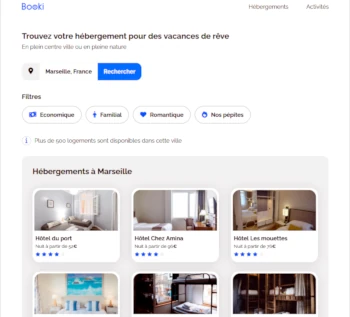 Booki
Hébergements
Activités
Trouvez votre hébergement pour des vacances de rêve
En plein centre ville ou en pleine nature
Marseille, France
Rechercher
Filtres
Economique
Familial
Romantique
Nos pépites
Plus de 500 logements sont disponibles dans cette ville
Hébergements à Marseille
Hôtel du port
Nuit à partir de 52€
Hôtel Chez Amina
Nuit à partir de 96€
Hôtel Les mouettes
Nuit à partir de 76€